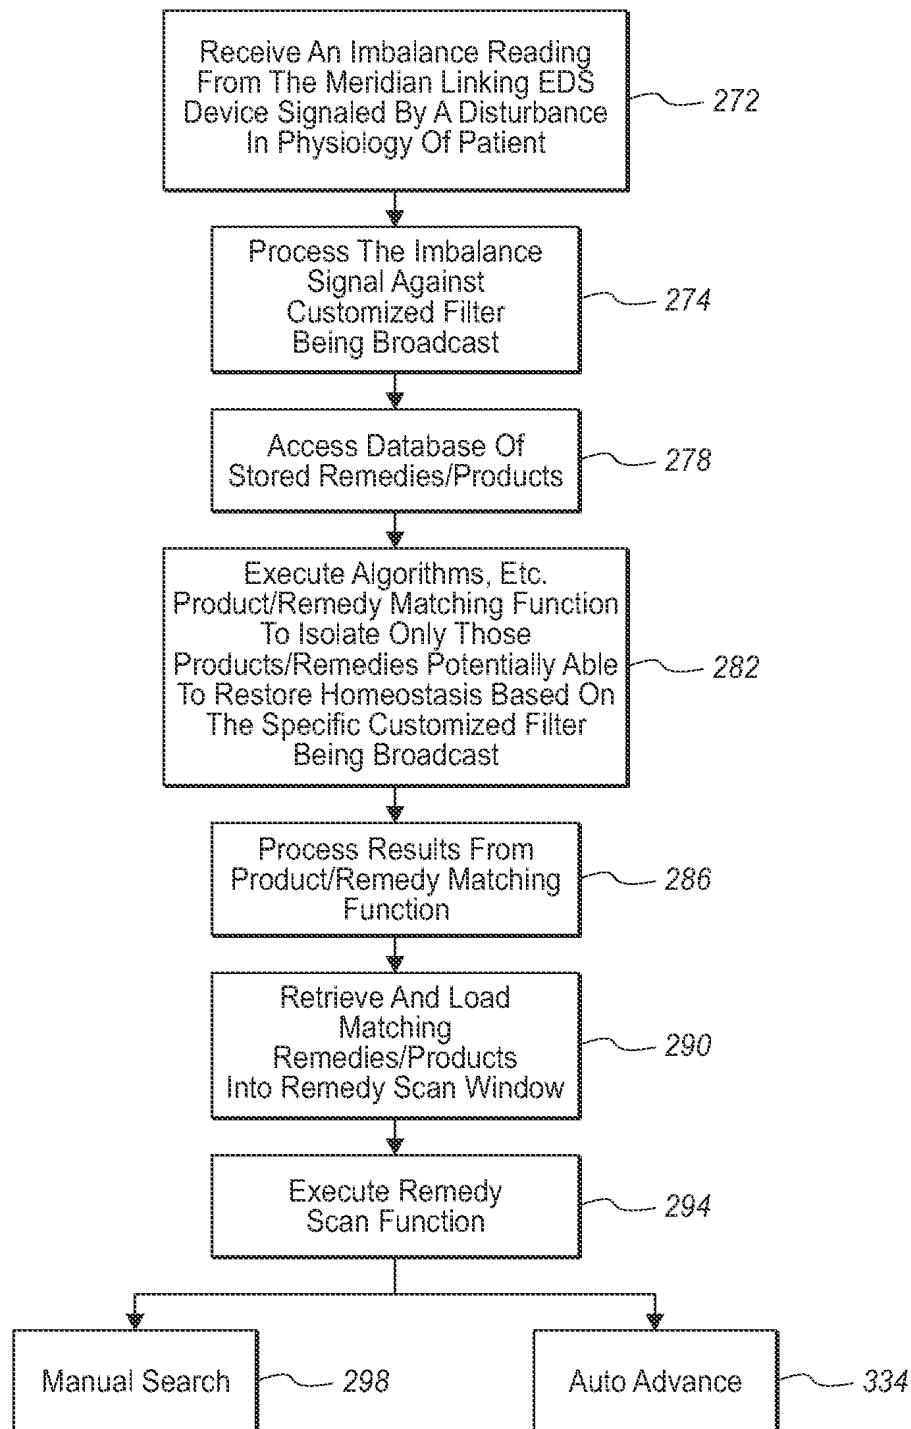 Receive An Imbalance Reading
From The Meridian Linking EDS
Device Signaled By A Disturbance
In Physiology Of Patient
272
Process The Imbalance
Signal Against
Customized Filter
Being Broadcast
274
Access Database Of
Stored Remedies/Products
278
Execute Algorithms, Etc.
Product/Remedy Matching Function
To Isolate Only Those
Products/Remedies Potentially Able
To Restore Homeostasis Based On
The Specific Customized Filter
Being Broadcast
282
Process Results From
Product/Remedy Matching
Function
286
Retrieve And Load
Matching
Remedies/Products
Into Remedy Scan Window
290
Execute Remedy
Scan Function
294
Manual Search
298
Auto Advance
334